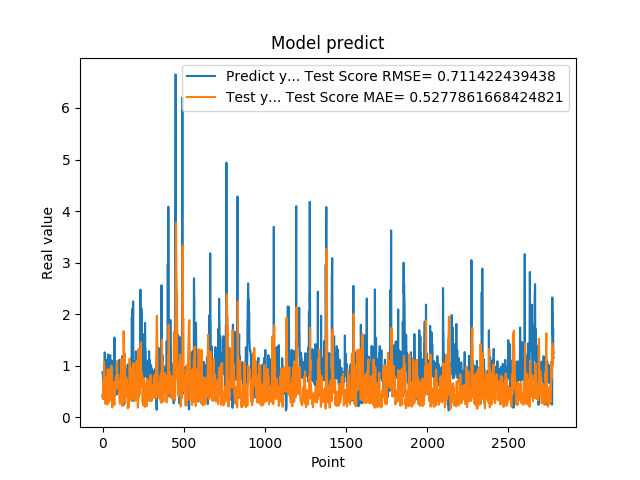 Model predict
Predict y... Test Score RMSE= 0.711422439438
Test y... Test Score MAE= 0.5277861668424821
Real value
6
5
4
3
2
1
0
0 500 1000 1500 2000 2500
Point